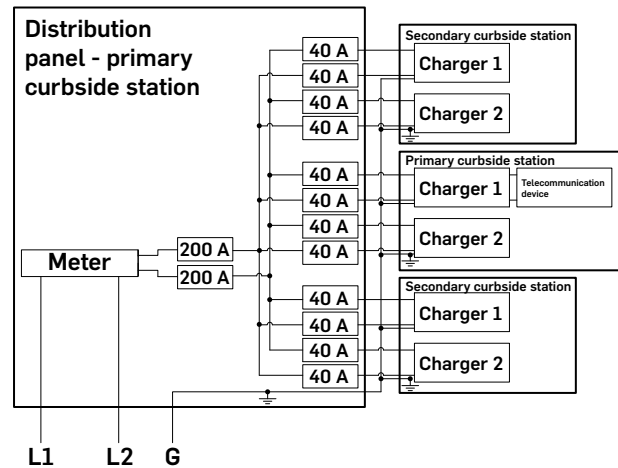 Distribution
panel - primary
curbside station
40 A
40 A
40 A
40 A
40 A
40 A
40 A
40 A
40 A
40 A
40 A
40 A
200 A
200 A
Meter
Secondary curbside station
Charger 1
Charger 2
Primary curbside station
Charger 1
Telecommunication
device
Charger 2
Secondary curbside station
Charger 1
Charger 2
L1 L2 G